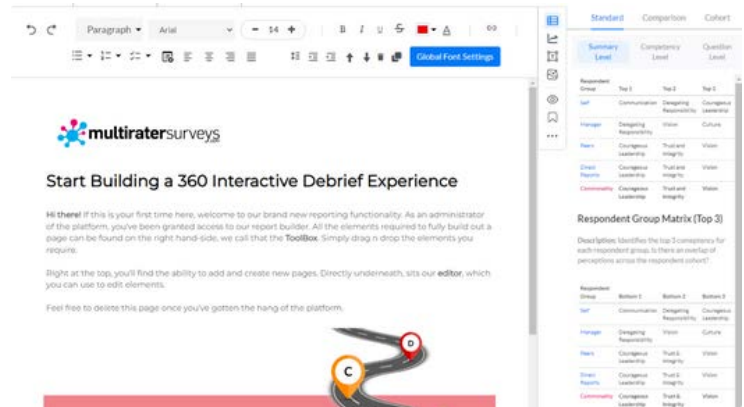 Paragraph
Arial
14
B I U S A
Global Font Settings
multiratersurveys
Start Building a 360 Interactive Debrief Experience
Hi there! If this is your first time here, welcome to our brand new reporting functionality. As an administrator
of the platform, you've been granted access to our report builder. All the elements required to fully build out a
page can be found on the right hand-side, we call that the ToolBox. Simply drag n drop the elements you
require.
Right at the top, you'll find the ability to add and create new pages. Directly underneath, sits our editor, which
you can use to edit elements.
Feel free to delete this page once you've gotten the hang of the platform.
D
C
Standard Comparison Cohort
Summary Level
Competency Level
Question Level
Respondent Group Top 1 Top 2 Top 3
Self Communication Delegating Responsibility Courageous Leadership
Manager Delegating Responsibility Vision Culture
Peers Courageous Leadership Trust and Integrity Vision
Direct Reports Courageous Leadership Trust and Integrity Vision
Commonality Courageous Leadership Trust and Integrity Vision
Respondent Group Matrix (Top 3)
Description: Identifies the top 3 competency for
each respondent group. Is there an overlap of
perceptions across the respondent cohort?
Respondent Group Bottom 1 Bottom 2 Bottom 3
Self Communication Delegating Responsibility Courageous Leadership
Manager Delegating Responsibility Vision Culture
Peers Courageous Leadership Trust & Integrity Vision
Direct Reports Courageous Leadership Trust & Integrity Vision
Commonality Courageous Leadership Trust & Integrity Vision